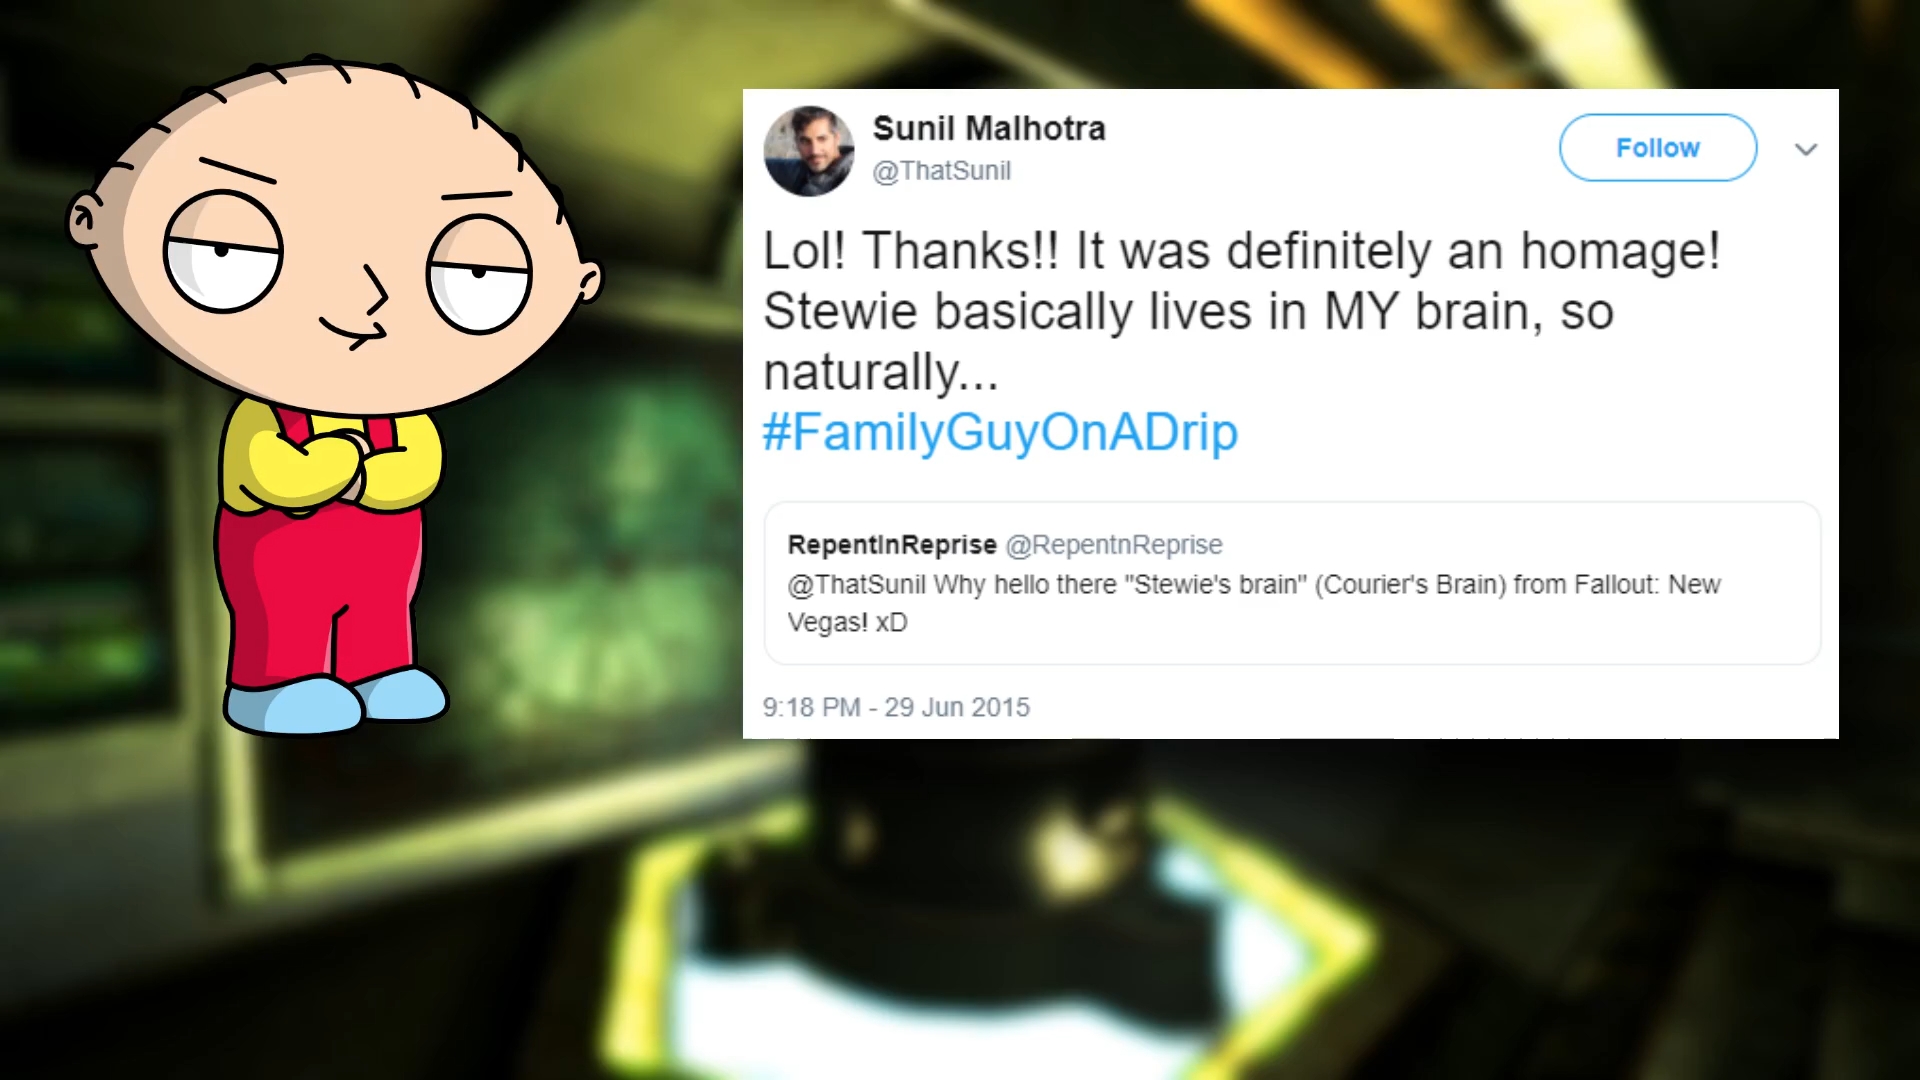 Sunil Malhotra
@ThatSunil
Follow
Lol! Thanks!! It was definitely an homage!
Stewie basically lives in MY brain, so
naturally...
#FamilyGuyOnADrip
RepentInReprise @RepentnReprise
@ThatSunil Why hello there "Stewie's brain" (Courier's Brain) from Fallout: New
Vegas! xD
9:18 PM - 29 Jun 2015